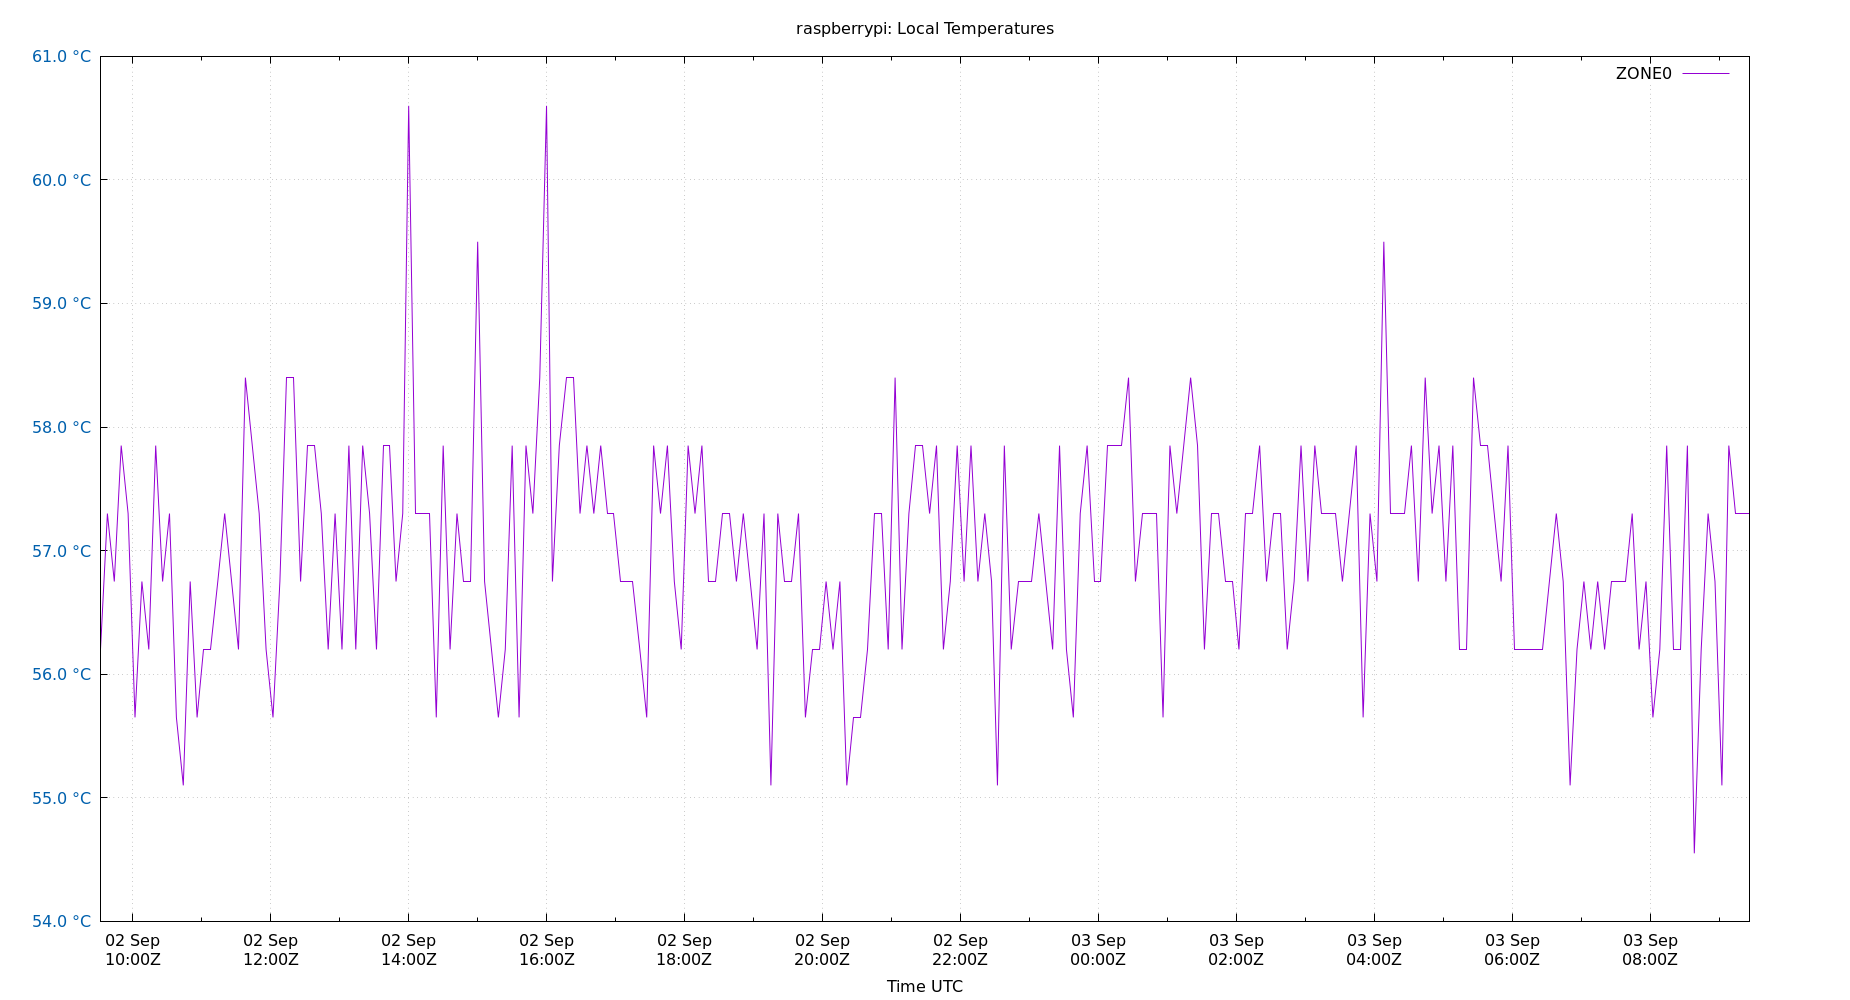 raspberrypi: Local Temperatures
61.0 °C
ZONE0
60.0 °C
59.0 °C
58.0 °C
57.0 °C
56.0 °C
55.0 °C
54.0 °C
02 Sep 02 Sep 02 Sep 02 Sep 02 Sep 02 Sep 02 Sep 03 Sep 03 Sep 03 Sep 03 Sep 03 Sep
10:00Z 12:00Z 14:00Z 16:00Z 18:00Z 20:00Z 22:00Z 00:00Z 02:00Z 04:00Z 06:00Z 08:00Z
Time UTC